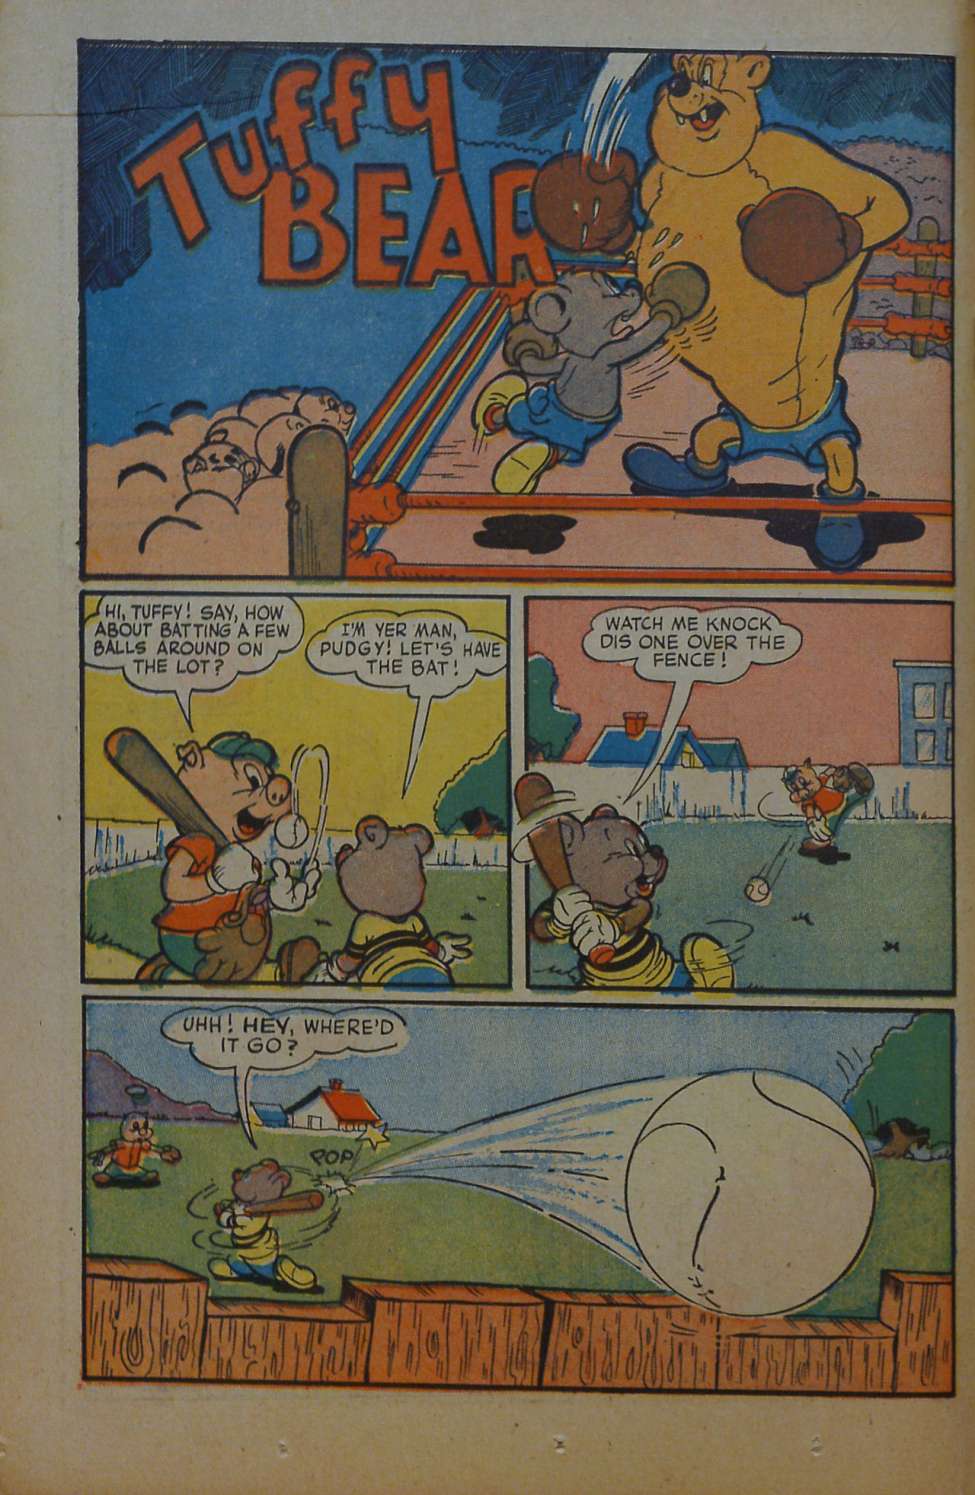 Tuffy
BEAR
HI, TUFFY! SAY, HOW
ABOUT BATTING A FEW
BALLS AROUND ON
THE LOT?
I'M YER MAN,
PUDGY! LET'S HAVE
THE BAT!
WATCH ME KNOCK
DIS ONE OVER THE
FENCE!
UHH! HEY, WHERE'D
IT GO?
POP